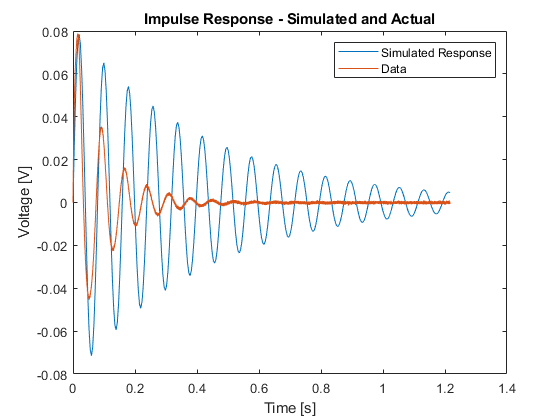 Impulse Response - Simulated and Actual
Simulated Response
Data
Voltage [V]
0.08
0.06
0.04
0.02
0
-0.02
-0.04
-0.06
-0.08
0 0.2 0.4 0.6 0.8 1 1.2 1.4
Time [s]